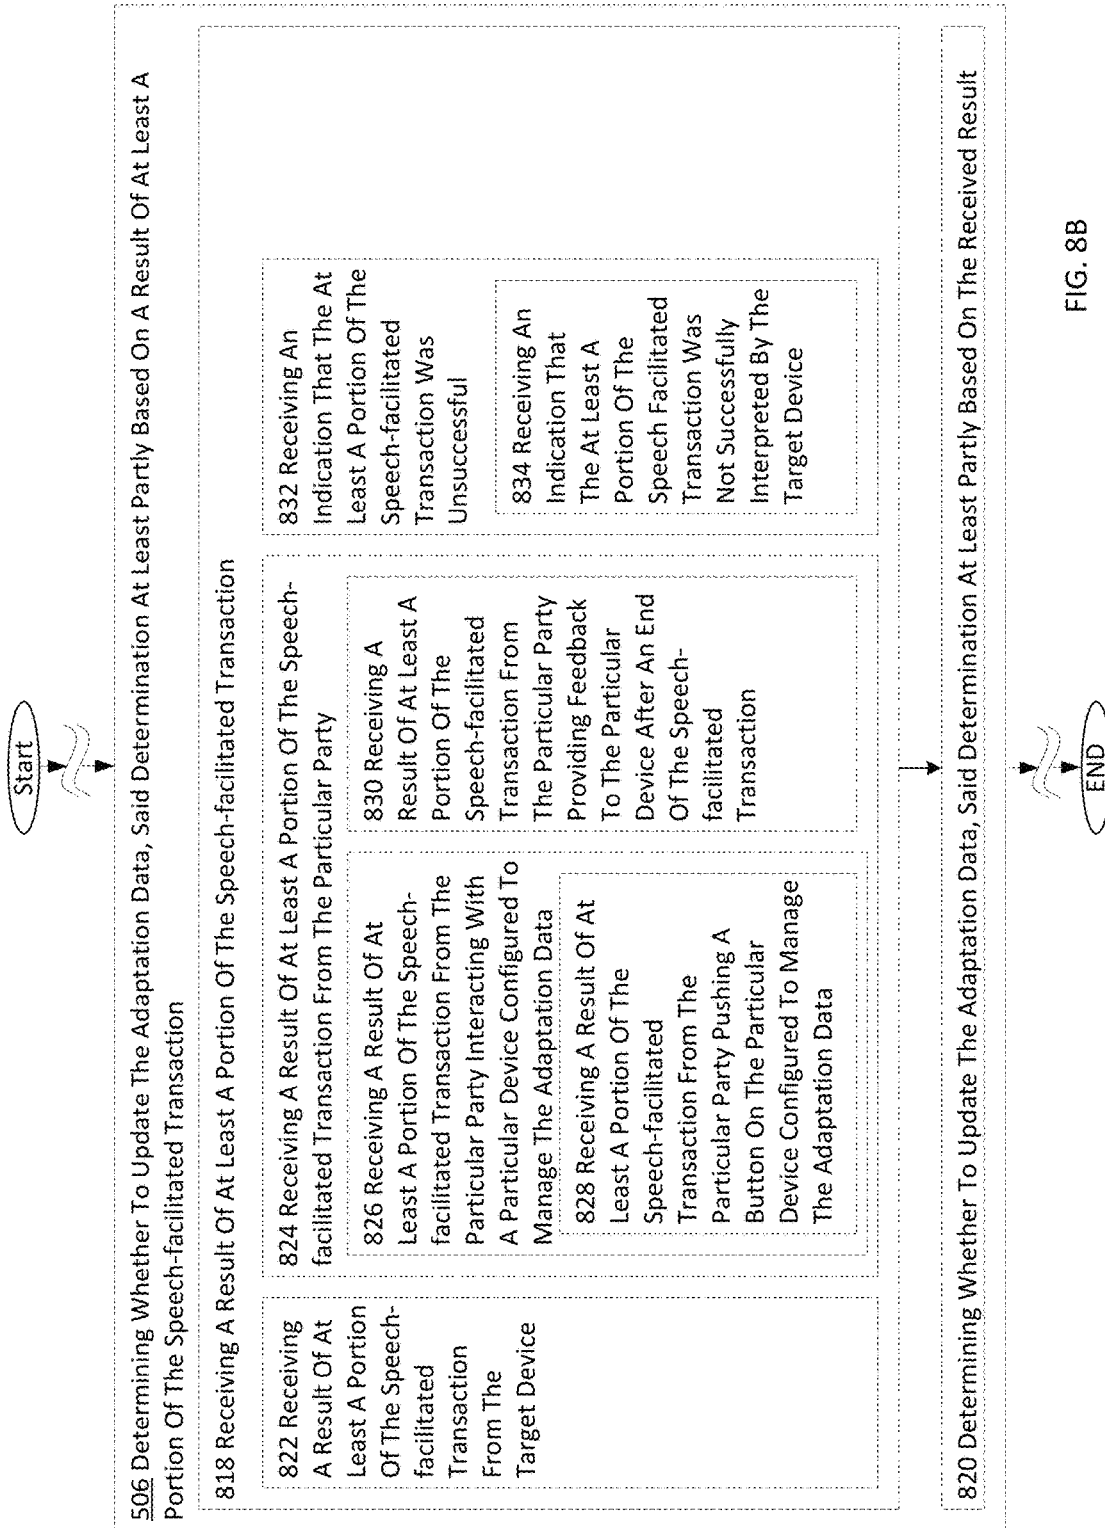 Start
506 Determining Whether To Update The Adaptation Data, Said Determination At Least Partly Based On A Result Of At Least A
Portion Of The Speech-facilitated Transaction
818 Receiving A Result Of At Least A Portion Of The Speech-facilitated Transaction
822 Receiving
A Result Of At
Least A Portion
Of The Speech-
facilitated
Transaction
From The
Target Device
824 Receiving A Result Of At Least A Portion Of The Speech-
facilitated Transaction From The Particular Party
826 Receiving A Result Of At
Least A Portion Of The Speech-
facilitated Transaction From The
Particular Party Interacting With
A Particular Device Configured To
Manage The Adaptation Data
828 Receiving A Result Of At
Least A Portion Of The
Speech-facilitated
Transaction From The
Particular Party Pushing A
Button On The Particular
Device Configured To Manage
The Adaptation Data
830 Receiving A
Result Of At Least A
Portion Of The
Speech-facilitated
Transaction From
The Particular Party
Providing Feedback
To The Particular
Device After An End
Of The Speech-
facilitated
Transaction
832 Receiving An
Indication That The At
Least A Portion Of The
Speech-facilitated
Transaction Was
Unsuccessful
834 Receiving An
Indication That
The At Least A
Portion Of The
Speech Facilitated
Transaction Was
Not Successfully
Interpreted By The
Target Device
820 Determining Whether To Update The Adaptation Data, Said Determination At Least Partly Based On The Received Result
END
FIG. 8B